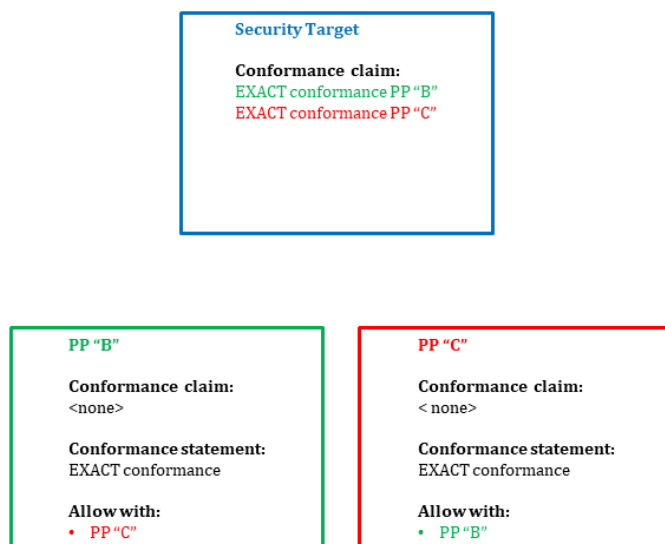 Security Target
Conformance claim:
EXACT conformance PP “B”
EXACT conformance PP “C”
PP “B”
Conformance claim:
<none>
Conformance statement:
EXACT conformance
Allow with:
• PP “C”
PP “C”
Conformance claim:
< none>
Conformance statement:
EXACT conformance
Allow with:
• PP “B”